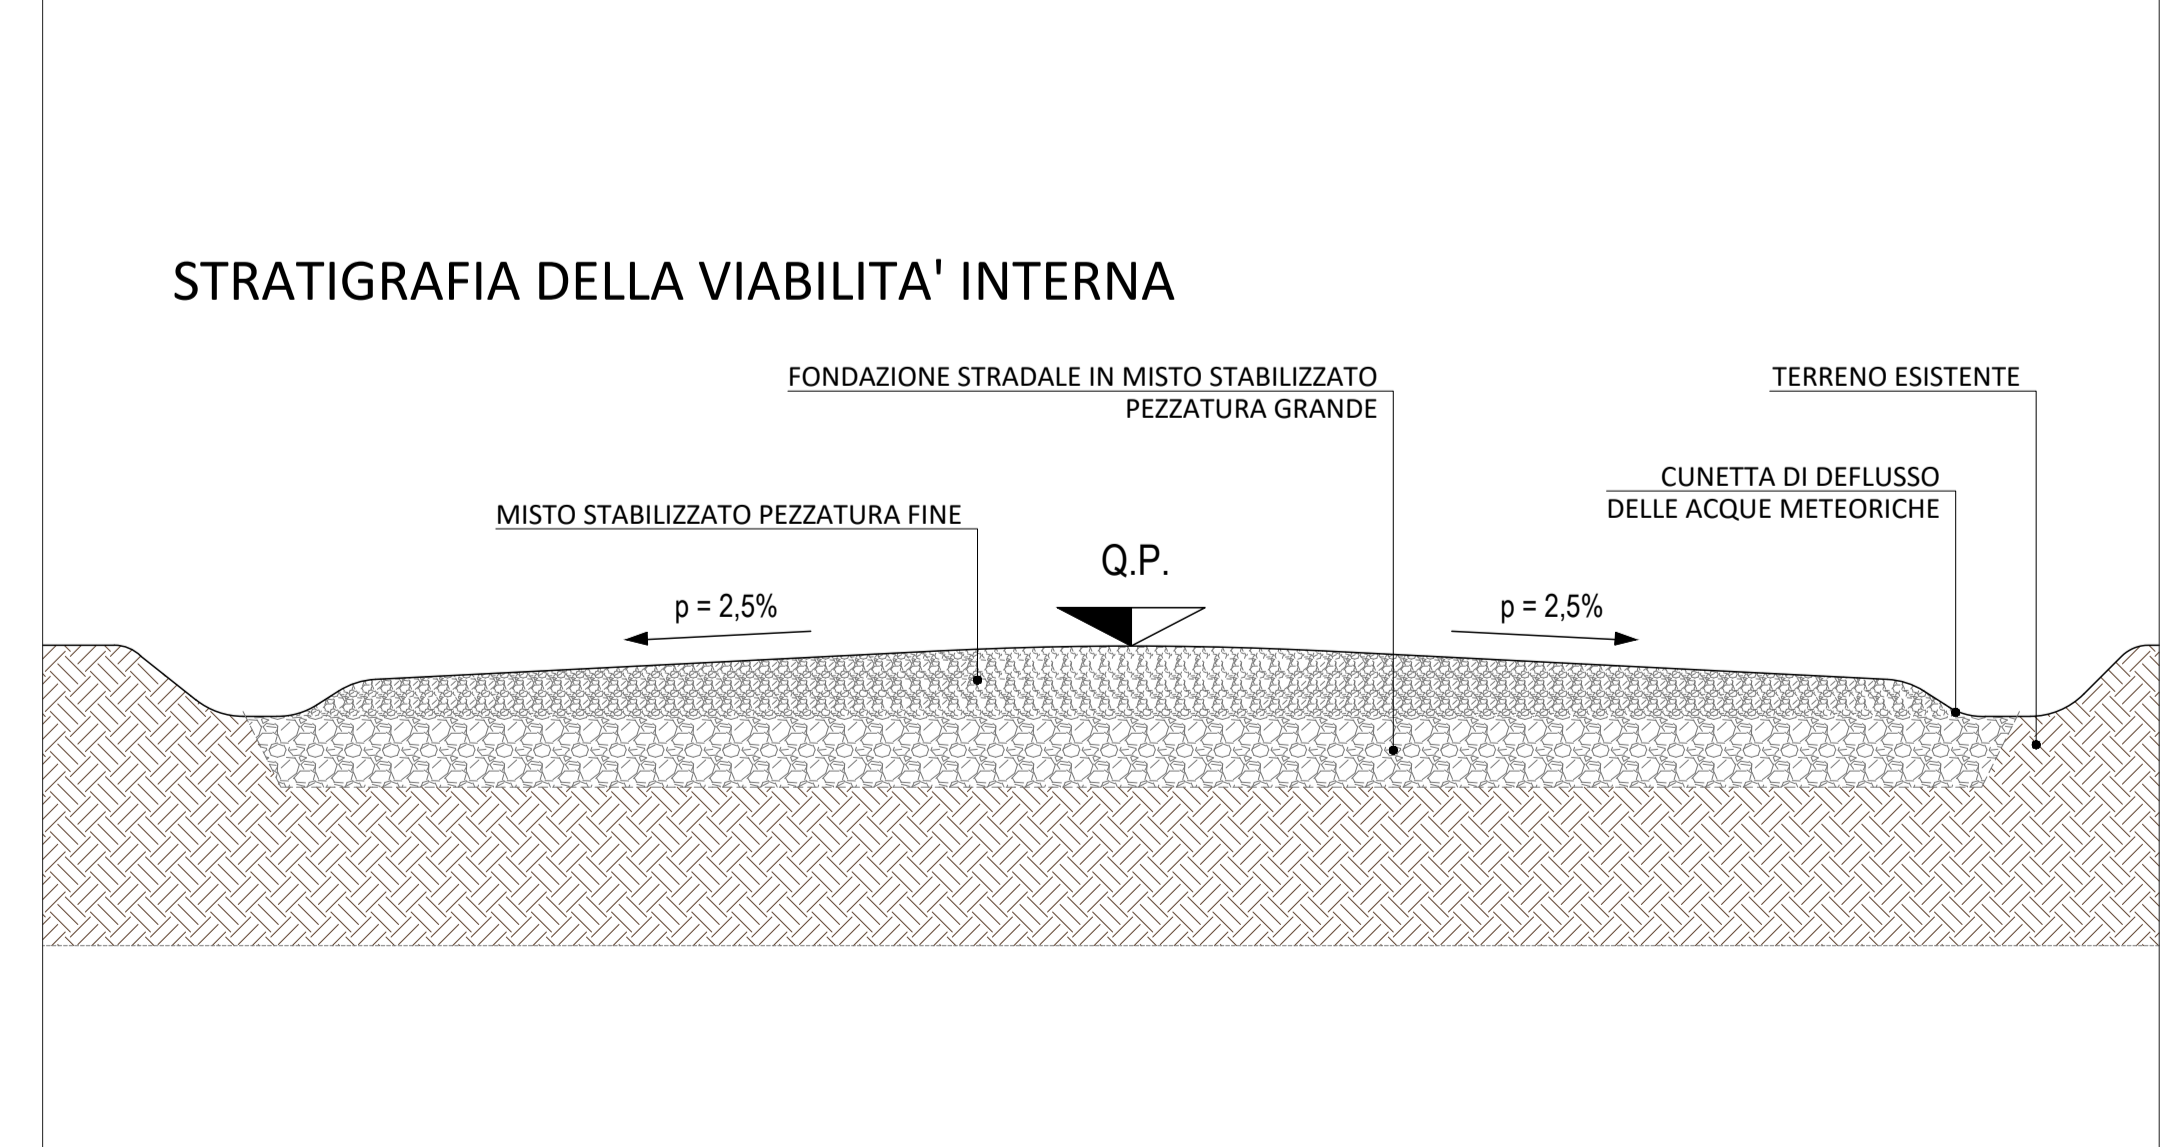 STRATIGRAFIA DELLA VIABILITA' INTERNA
FONDAZIONE STRADALE IN MISTO STABILIZZATO
PEZZATURA GRANDE
TERRENO ESISTENTE
CUNETTA DI DEFLUSSO
DELLE ACQUE METEORICHE
MISTO STABILIZZATO PEZZATURA FINE
Q.P.
p = 2,5%
p = 2,5%